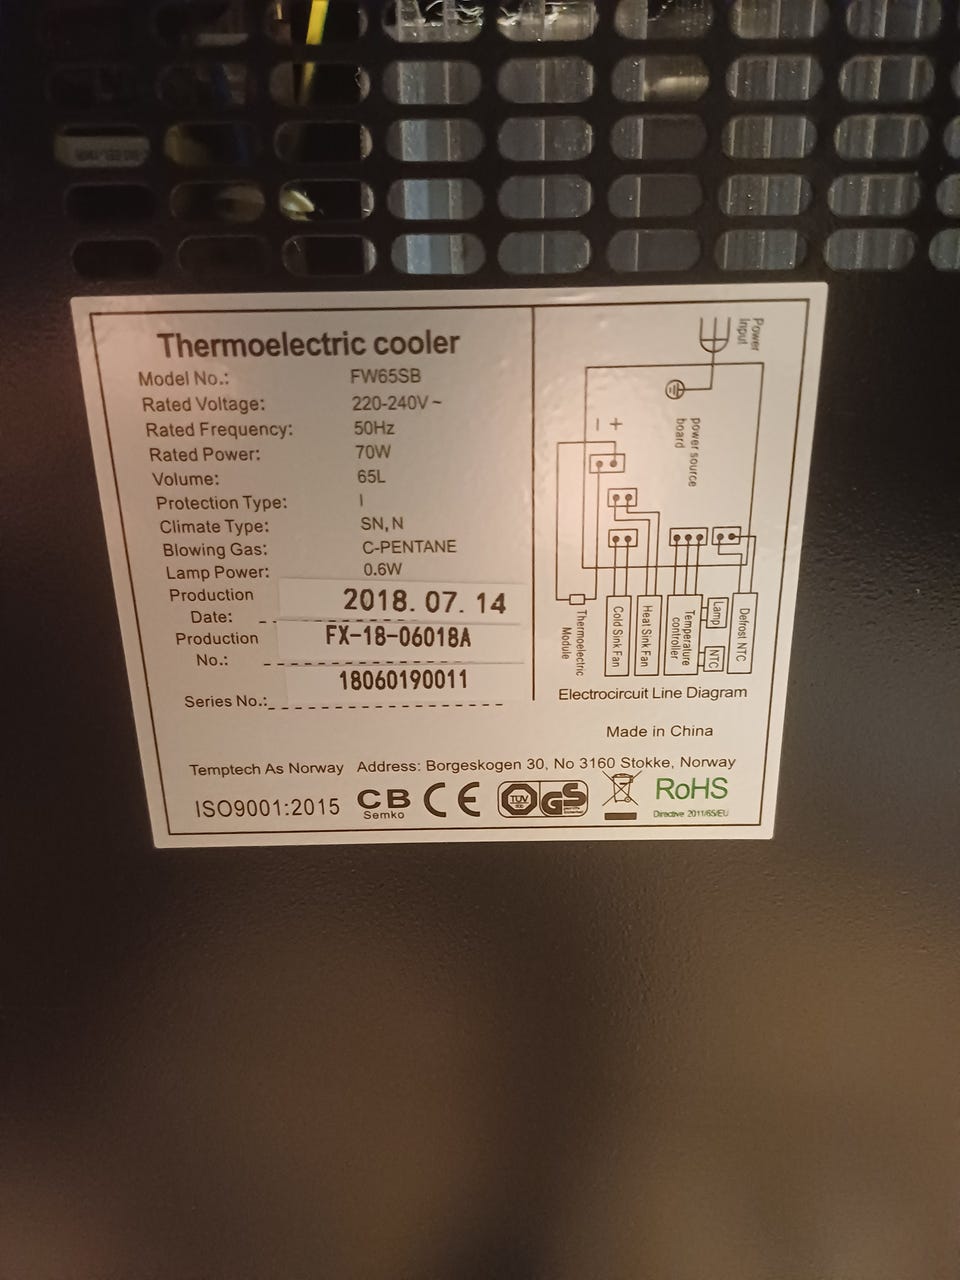 Thermoelectric cooler
Model No.: FW65SB
Rated Voltage: 220-240V ~
Rated Frequency: 50Hz
Rated Power: 70W
Volume: 65L
Protection Type: I
Climate Type: SN, N
Blowing Gas: C-PENTANE
Lamp Power: 0.6W
Production Date: 2018. 07. 14
Production No.: FX-18-06018A
Series No.: 18060190011
Power Input
power source board
− +
Thermoelectric Module
Cold Sink Fan
Heat Sink Fan
Temperature controller
Lamp
NTC
Defrost NTC
Electrocircuit Line Diagram
Made in China
Temptech As Norway Address: Borgeskogen 30, No 3160 Stokke, Norway
ISO9001:2015 CB CE TUV GS RoHS
Semko Directive 2011/65/EU